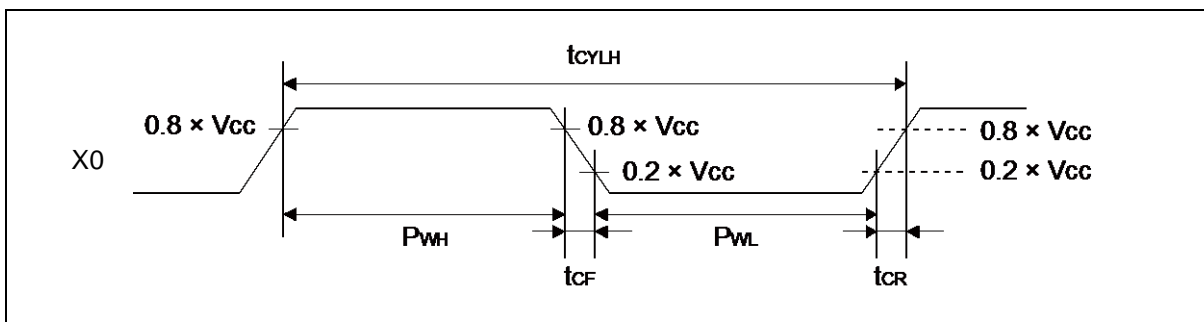 tCYLH
0.8 × VCC
0.8 × VCC
0.8 × VCC
X0
0.2 × VCC
0.2 × VCC
PWH
PWL
tCF
tCR